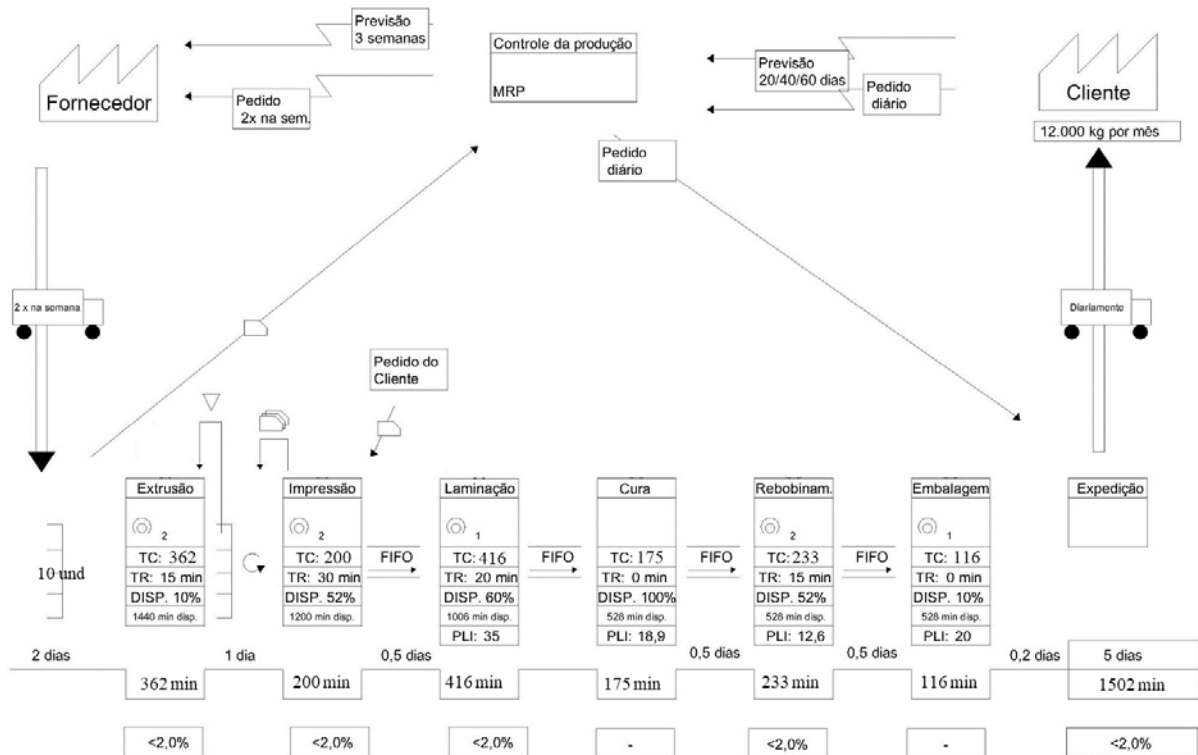 Previsão
3 semanas
Controle da produção
MRP
Previsão
20/40/60 dias
Pedido
diário
Fornecedor
Pedido
2x na sem.
Cliente
12.000 kg por mês
Pedido
diário
2 x na semana
Diariamente
Pedido do
Cliente
Extrusão
2
TC: 362
TR: 15 min
DISP. 10%
1440 min disp.
Impressão
2
TC: 200
TR: 30 min
DISP. 52%
1200 min disp.
Laminação
1
TC: 416
TR: 20 min
DISP. 60%
1006 min disp.
PLI: 35
Cura
TC: 175
TR: 0 min
DISP. 100%
528 min disp.
PLI: 18,9
Rebobinam.
2
TC: 233
TR: 15 min
DISP. 52%
528 min disp.
PLI: 12,6
Embalagem
1
TC: 116
TR: 0 min
DISP. 10%
528 min disp.
PLI: 20
Expedição
10 und
FIFO
FIFO
FIFO
FIFO
2 dias
1 dia
0,5 dias
0,5 dias
0,5 dias
0,2 dias
5 dias
362 min
200 min
416 min
175 min
233 min
116 min
1502 min
<2,0%
<2,0%
<2,0%
-
<2,0%
-
<2,0%